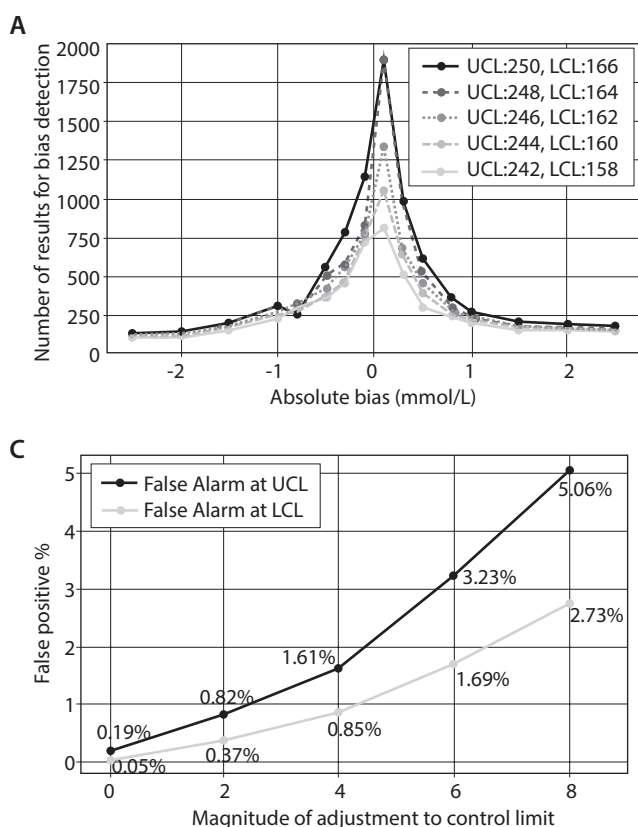 A
2000
1750
1500
1250
1000
750
500
250
0
Number of results for bias detection
UCL:250, LCL:166
UCL:248, LCL:164
UCL:246, LCL:162
UCL:244, LCL:160
UCL:242, LCL:158
-2 -1 0 1 2
Absolute bias (mmol/L)
C
5
4
3
2
1
0
False positive %
False Alarm at UCL
False Alarm at LCL
5.06%
3.23%
2.73%
1.61%
1.69%
0.82%
0.85%
0.19%
0.37%
0.05%
0 2 4 6 8
Magnitude of adjustment to control limit